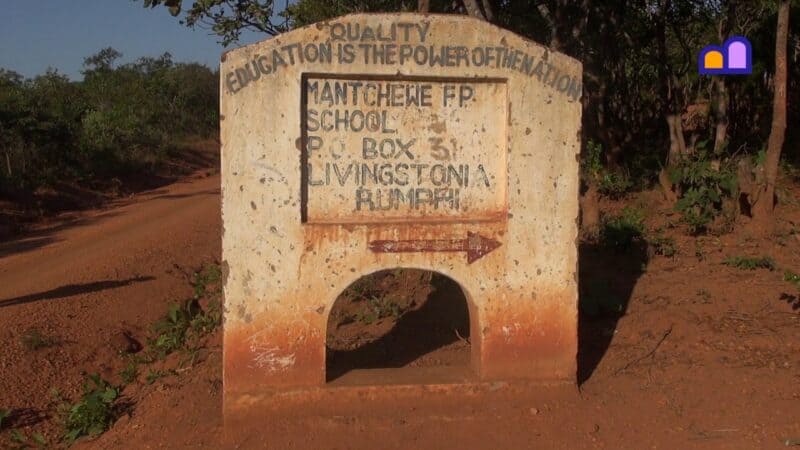 QUALITY
EDUCATION IS THE POWER OF THE NATION
MANTCHEWE F.P.
SCHOOL
P.O BOX 31
LIVINGSTONIA
RUMPHI